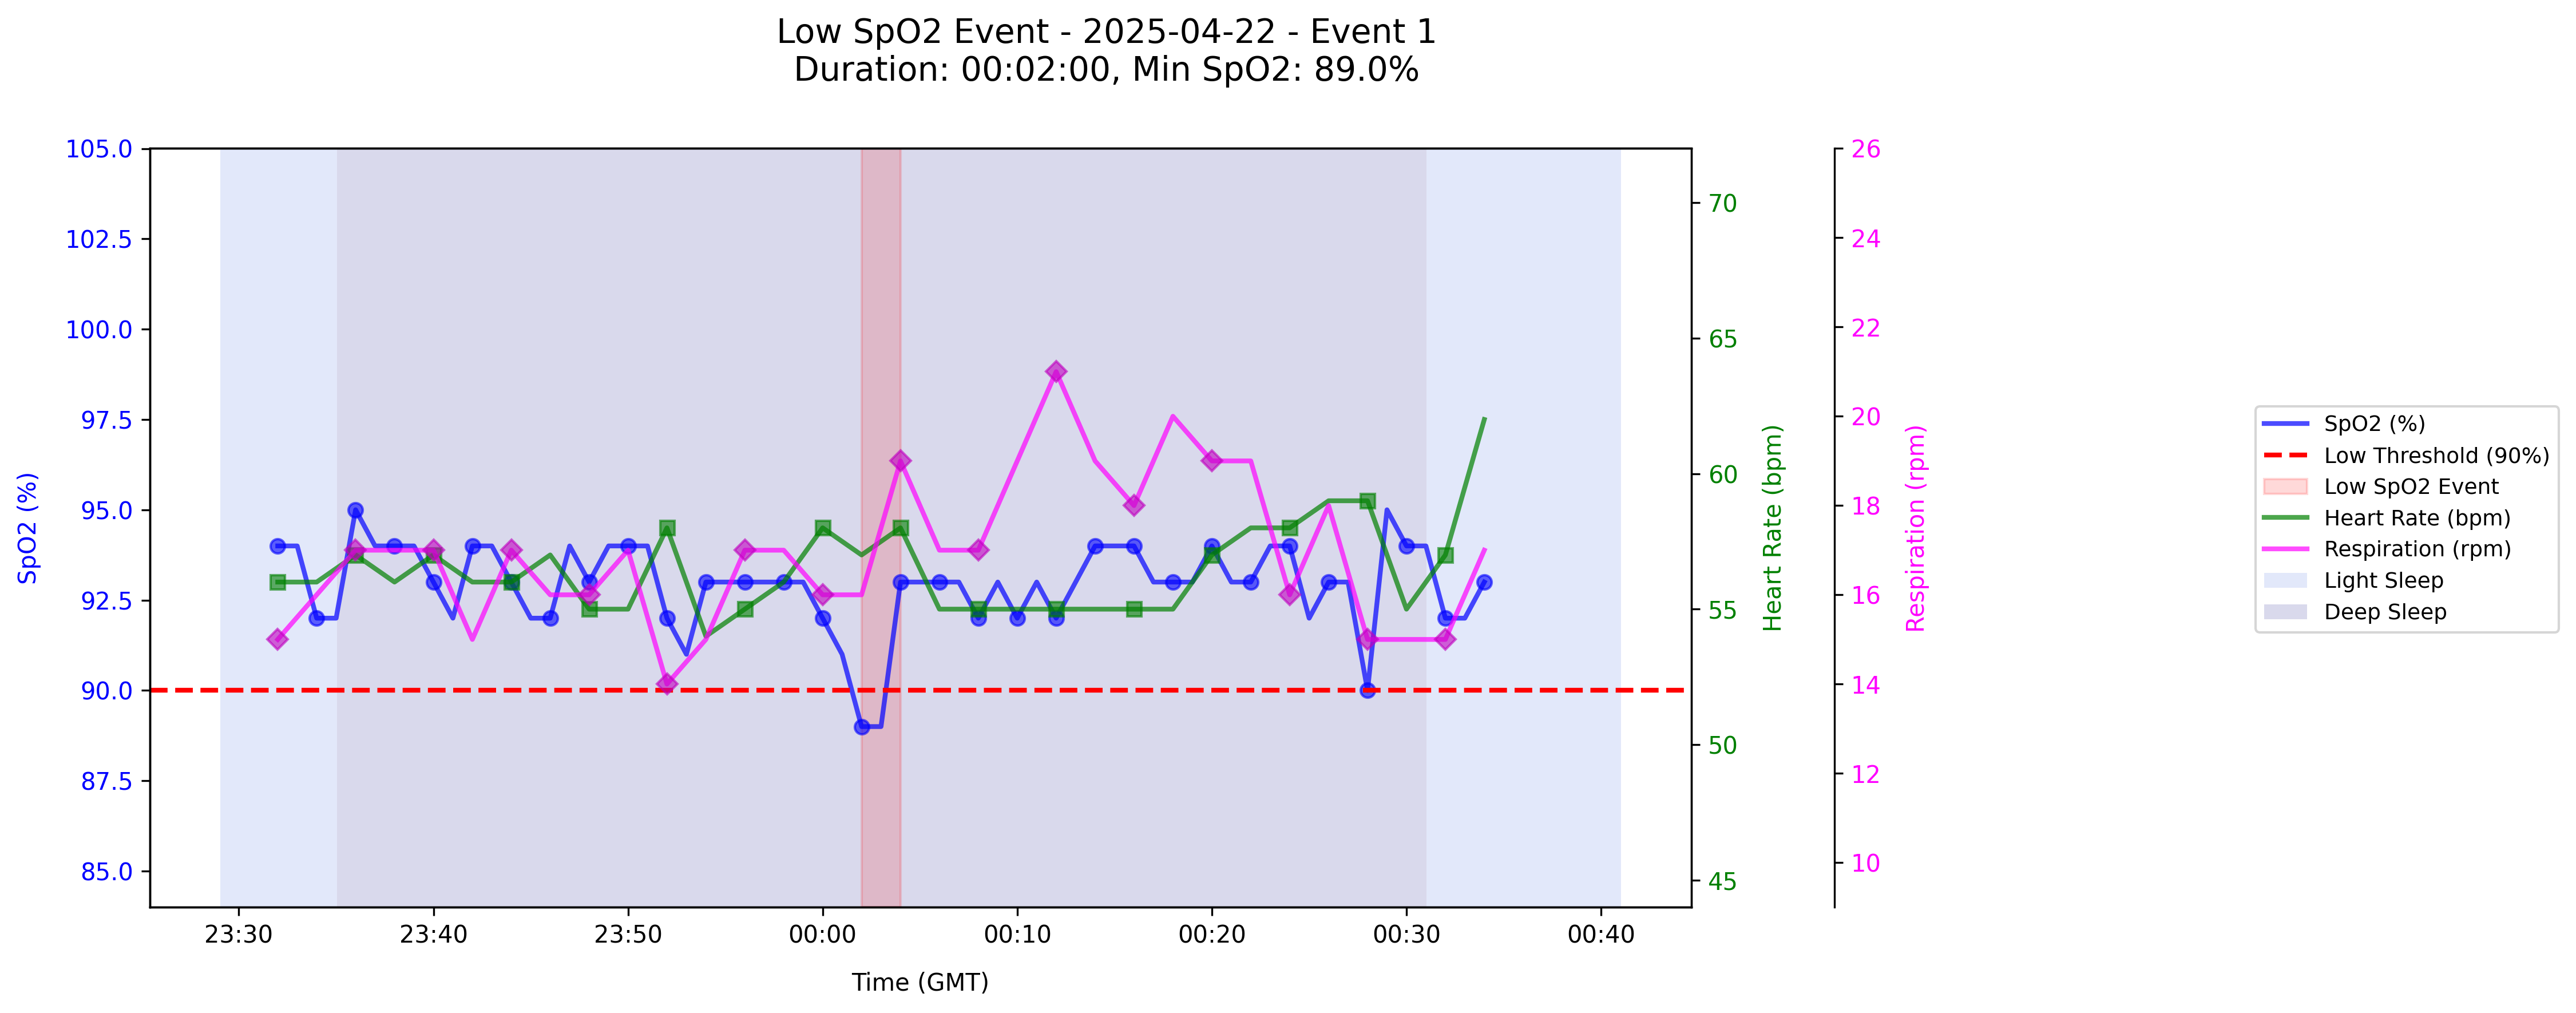 Low SpO2 Event - 2025-04-22 - Event 1
Duration: 00:02:00, Min SpO2: 89.0%
105.0
102.5
100.0
97.5
95.0
92.5
90.0
87.5
85.0
SpO2 (%)
23:30 23:40 23:50 00:00 00:10 00:20 00:30 00:40
Time (GMT)
70
65
60
55
50
45
Heart Rate (bpm)
26
24
22
20
18
16
14
12
10
Respiration (rpm)
SpO2 (%)
Low Threshold (90%)
Low SpO2 Event
Heart Rate (bpm)
Respiration (rpm)
Light Sleep
Deep Sleep